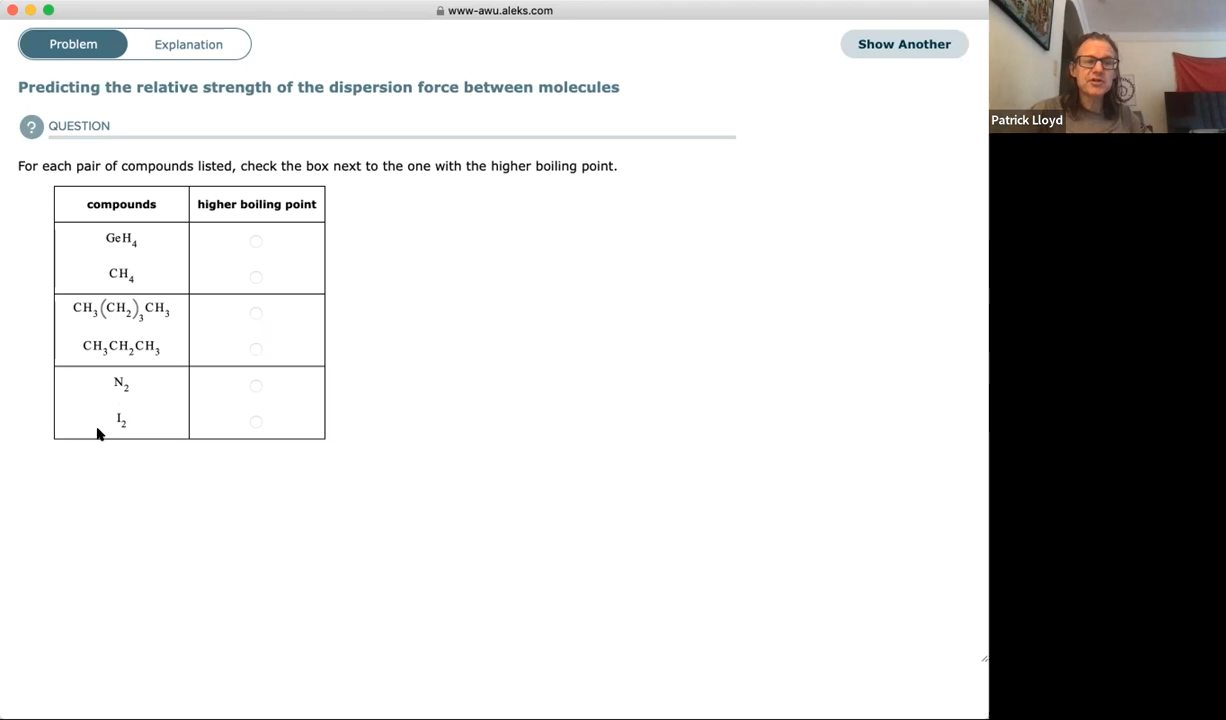 www-awu.aleks.com
Problem Explanation Show Another
Predicting the relative strength of the dispersion force between molecules
? QUESTION
For each pair of compounds listed, check the box next to the one with the higher boiling point.
compounds higher boiling point
GeH₄
CH₄
CH₃(CH₂)₃CH₃
CH₃CH₂CH₃
N₂
I₂
Patrick Lloyd